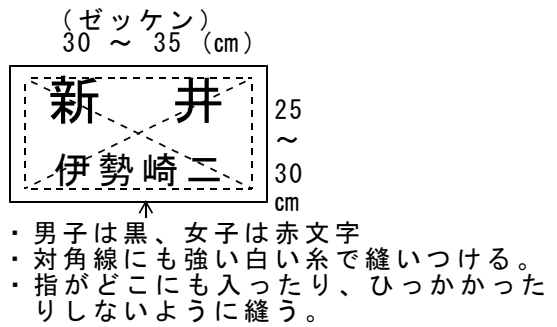 （ゼッケン）
30 ～ 35 （㎝）
新 井
伊勢崎二
25
～
30
㎝
・男子は黒、女子は赤文字
・対角線にも強い白い糸で縫いつける。
・指がどこにも入ったり、ひっかかった
りしないように縫う。